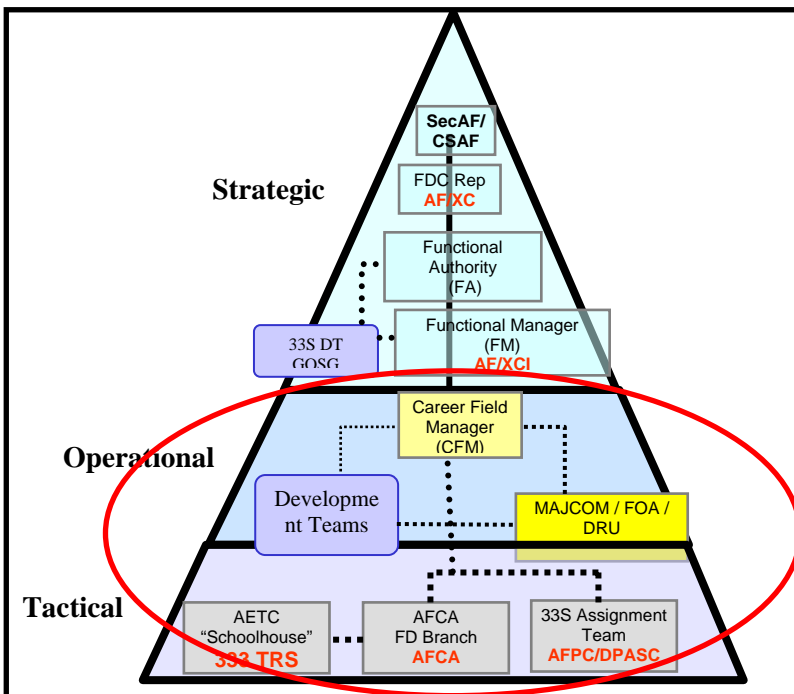 SecAF/
CSAF
Strategic
FDC Rep
AF/XC
Functional
Authority
(FA)
Functional Manager
(FM)
AF/XCI
33S DT
GOSG
Career Field
Manager
(CFM)
Operational
Developme
nt Teams
MAJCOM / FOA /
DRU
Tactical
AETC
“Schoolhouse”
333 TRS
AFCA
FD Branch
AFCA
33S Assignment
Team
AFPC/DPASC